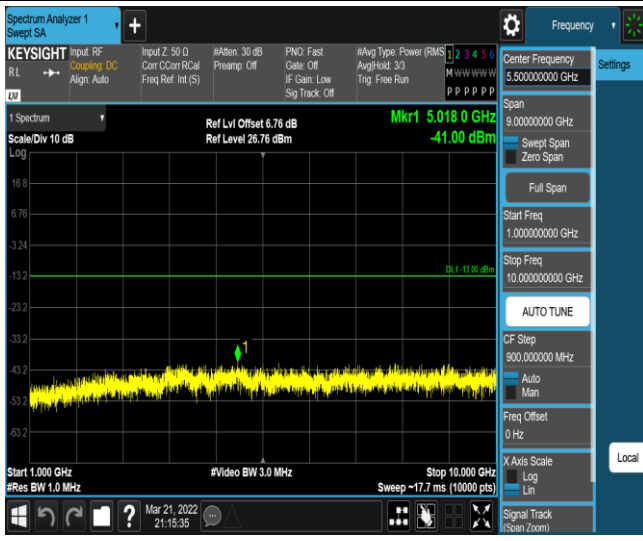 Spectrum Analyzer 1
Swept SA
Frequency
KEYSIGHT
RL
Input: RF
Coupling: DC
Align: Auto
Input Z: 50 Ω
Corr CCorr RCal
Freq Ref: Int (S)
#Atten: 30 dB
Preamp: Off
PNO: Fast
Gate: Off
IF Gain: Low
Sig Track: Off
#Avg Type: Power (RMS
Avg|Hold: 3/3
Trig: Free Run
1 2 3 4 5 6
M W W W W W
P P P P P P
1 Spectrum
Scale/Div 10 dB
Log
Ref Lvl Offset 6.76 dB
Ref Level 26.76 dBm
Mkr1 5.018 0 GHz
-41.00 dBm
16.8
6.76
-3.24
-13.2
-23.2
-33.2
-43.2
-53.2
-63.2
DL1 -13.00 dBm
1
Start 1.000 GHz
#Res BW 1.0 MHz
#Video BW 3.0 MHz
Stop 10.000 GHz
Sweep ~17.7 ms (10000 pts)
?
Mar 21, 2022
21:15:35
Center Frequency
5.500000000 GHz
Span
9.00000000 GHz
Swept Span
Zero Span
Full Span
Start Freq
1.000000000 GHz
Stop Freq
10.000000000 GHz
AUTO TUNE
CF Step
900.000000 MHz
Auto
Man
Freq Offset
0 Hz
X Axis Scale
Log
Lin
Signal Track
(Span Zoom)
Settings
Local